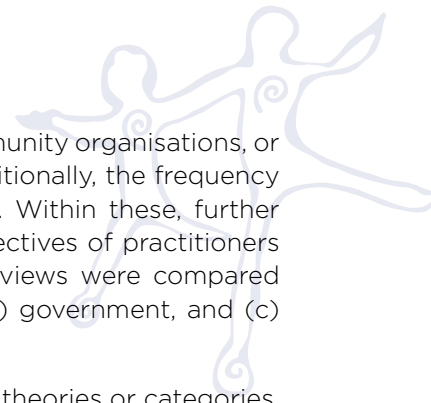 munity organisations, or
itionally, the frequency
. Within these, further
ectives of practitioners
views were compared
) government, and (c)
theories or categories